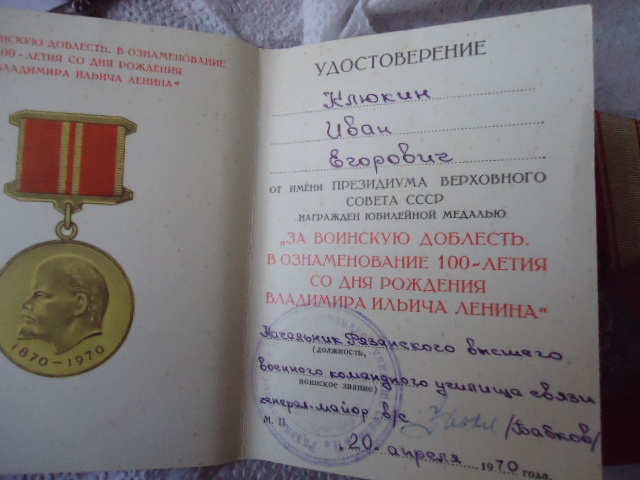 ИНСКУЮ ДОБЛЕСТЬ. В ОЗНАМЕНОВАНИЕ
100-ЛЕТИЯ СО ДНЯ РОЖДЕНИЯ
ВЛАДИМИРА ИЛЬИЧА ЛЕНИНА“
1870-1970
УДОСТОВЕРЕНИЕ
Клюкин
Иван
Егорович
ОТ ИМЕНИ ПРЕЗИДИУМА ВЕРХОВНОГО
СОВЕТА СССР
НАГРАЖДЕН ЮБИЛЕЙНОЙ МЕДАЛЬЮ
„ЗА ВОИНСКУЮ ДОБЛЕСТЬ.
В ОЗНАМЕНОВАНИЕ 100-ЛЕТИЯ
СО ДНЯ РОЖДЕНИЯ
ВЛАДИМИРА ИЛЬИЧА ЛЕНИНА“
Начальник Рязанского высшего
(должность,
военного командного училища связи
воинское звание)
генерал-майор в/с /Бабков/
М. П.
„20 апреля 1970 года.